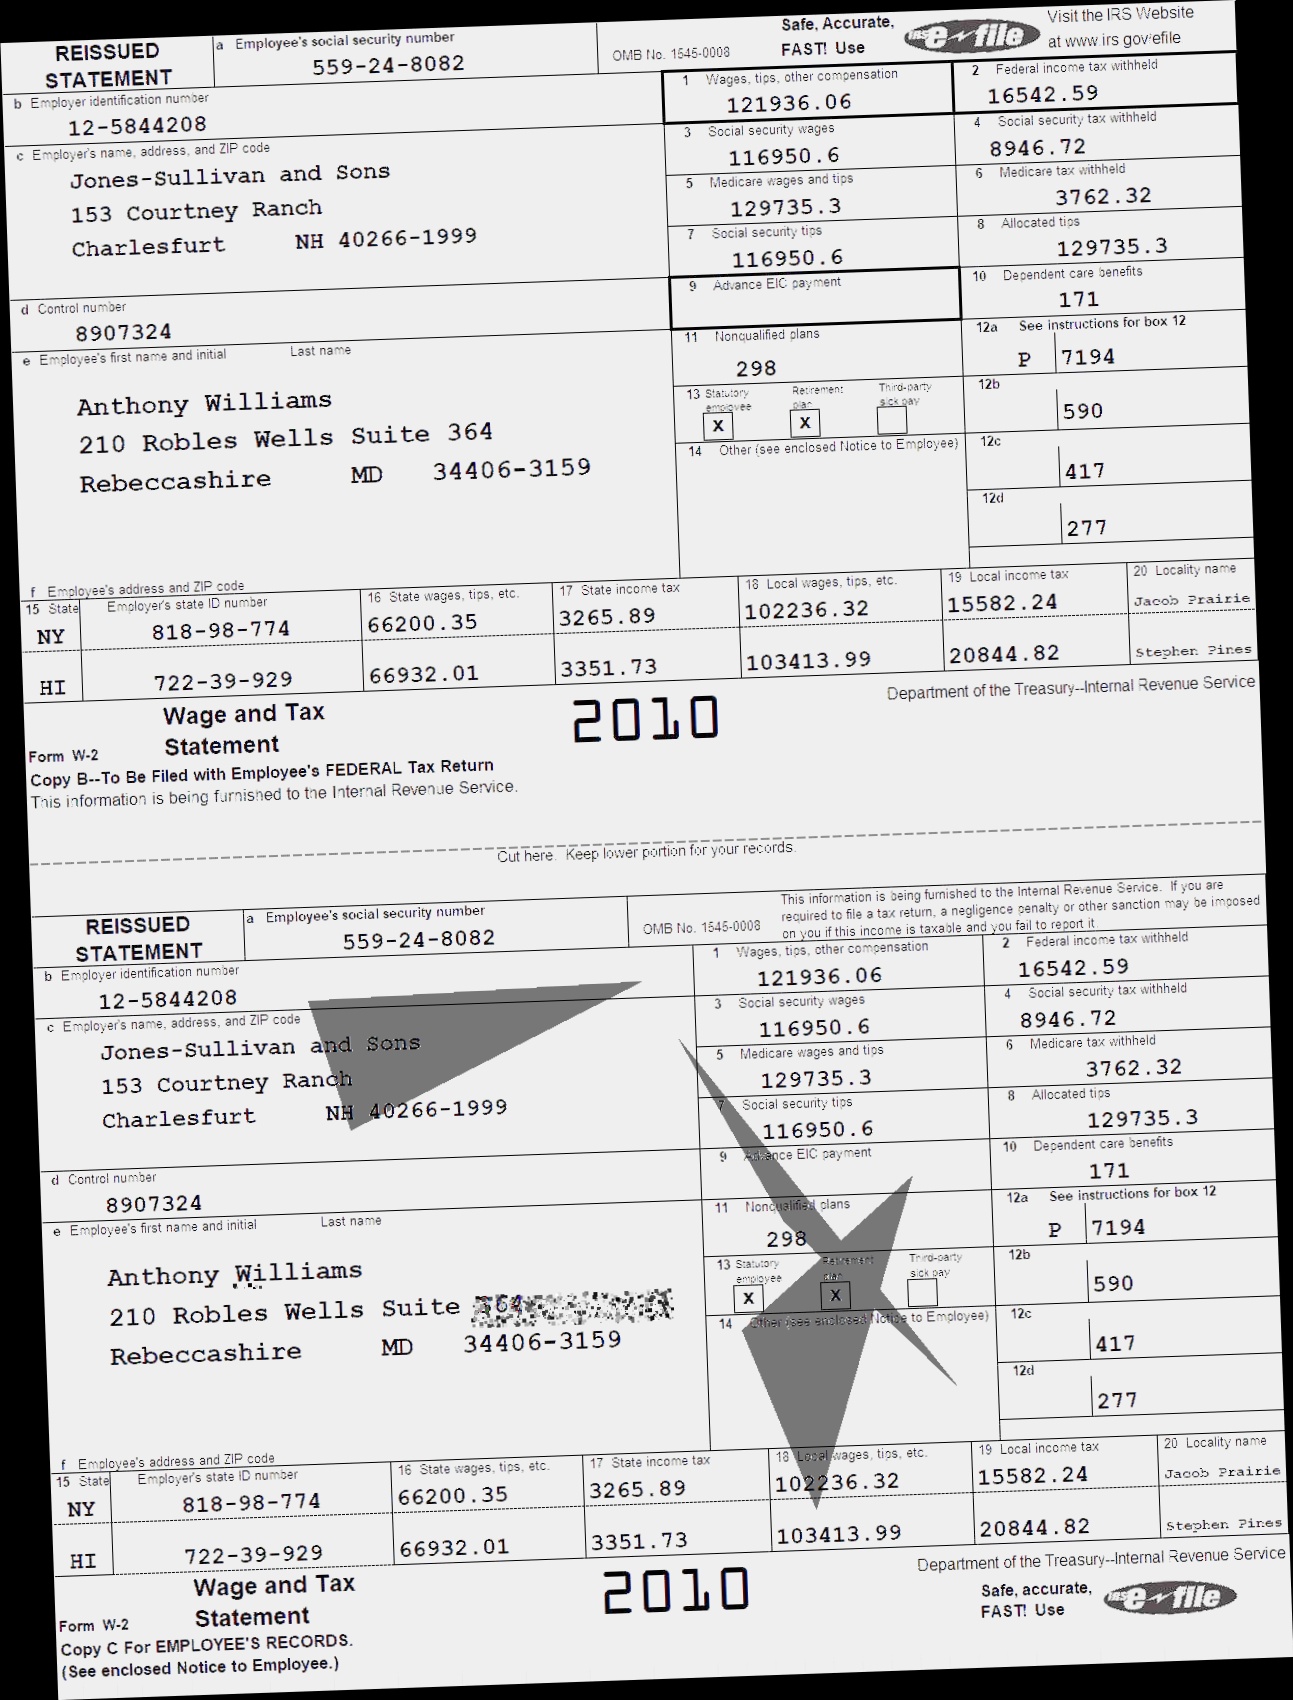 REISSUED STATEMENT
a Employee's social security number
559-24-8082
OMB No. 1545-0008
Safe, Accurate, FAST! Use
IRS e-file
Visit the IRS Website at www.irs.gov/efile
b Employer identification number
12-5844208
1 Wages, tips, other compensation
121936.06
2 Federal income tax withheld
16542.59
c Employer's name, address, and ZIP code
Jones-Sullivan and Sons
153 Courtney Ranch
Charlesfurt NH 40266-1999
3 Social security wages
116950.6
4 Social security tax withheld
8946.72
5 Medicare wages and tips
129735.3
6 Medicare tax withheld
3762.32
7 Social security tips
116950.6
8 Allocated tips
129735.3
d Control number
8907324
9 Advance EIC payment
10 Dependent care benefits
171
e Employee's first name and initial Last name
Anthony Williams
210 Robles Wells Suite 364
Rebeccashire MD 34406-3159
11 Nonqualified plans
298
12a See instructions for box 12
P 7194
13 Statutory employee Retirement plan Third-party sick pay
X X
12b
590
14 Other (see enclosed Notice to Employee)
12c
417
12d
277
f Employee's address and ZIP code
15 State Employer's state ID number 16 State wages, tips, etc. 17 State income tax 18 Local wages, tips, etc. 19 Local income tax 20 Locality name
NY 818-98-774 66200.35 3265.89 102236.32 15582.24 Jacob Prairie
HI 722-39-929 66932.01 3351.73 103413.99 20844.82 Stephen Pines
Wage and Tax
Form W-2 Statement
2010
Department of the Treasury--Internal Revenue Service
Copy B--To Be Filed with Employee's FEDERAL Tax Return
This information is being furnished to the Internal Revenue Service.
Cut here. Keep lower portion for your records.
REISSUED STATEMENT
a Employee's social security number
559-24-8082
OMB No. 1545-0008
This information is being furnished to the Internal Revenue Service. If you are
required to file a tax return, a negligence penalty or other sanction may be imposed
on you if this income is taxable and you fail to report it.
b Employer identification number
12-5844208
1 Wages, tips, other compensation
121936.06
2 Federal income tax withheld
16542.59
c Employer's name, address, and ZIP code
Jones-Sullivan and Sons
153 Courtney Ranch
Charlesfurt NH 40266-1999
3 Social security wages
116950.6
4 Social security tax withheld
8946.72
5 Medicare wages and tips
129735.3
6 Medicare tax withheld
3762.32
7 Social security tips
116950.6
8 Allocated tips
129735.3
d Control number
8907324
9 Advance EIC payment
10 Dependent care benefits
171
e Employee's first name and initial Last name
Anthony Williams
210 Robles Wells Suite 364
Rebeccashire MD 34406-3159
11 Nonqualified plans
298
12a See instructions for box 12
P 7194
13 Statutory employee Retirement plan Third-party sick pay
X X
12b
590
14 Other (see enclosed Notice to Employee)
12c
417
12d
277
f Employee's address and ZIP code
15 State Employer's state ID number 16 State wages, tips, etc. 17 State income tax 18 Local wages, tips, etc. 19 Local income tax 20 Locality name
NY 818-98-774 66200.35 3265.89 102236.32 15582.24 Jacob Prairie
HI 722-39-929 66932.01 3351.73 103413.99 20844.82 Stephen Pines
Wage and Tax
Form W-2 Statement
2010
Department of the Treasury--Internal Revenue Service
Safe, accurate, FAST! Use
IRS e-file
Copy C For EMPLOYEE'S RECORDS.
(See enclosed Notice to Employee.)